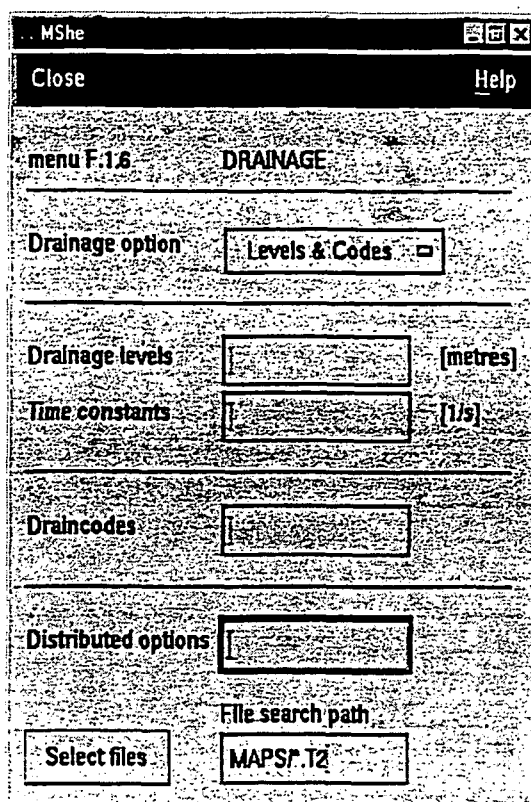 .. MShe
Close Help
menu F.1.6 DRAINAGE
Drainage option Levels & Codes
Drainage levels [metres]
Time constants [1/s]
Draincodes
Distributed options
File search path
Select files MAPS/*.T2